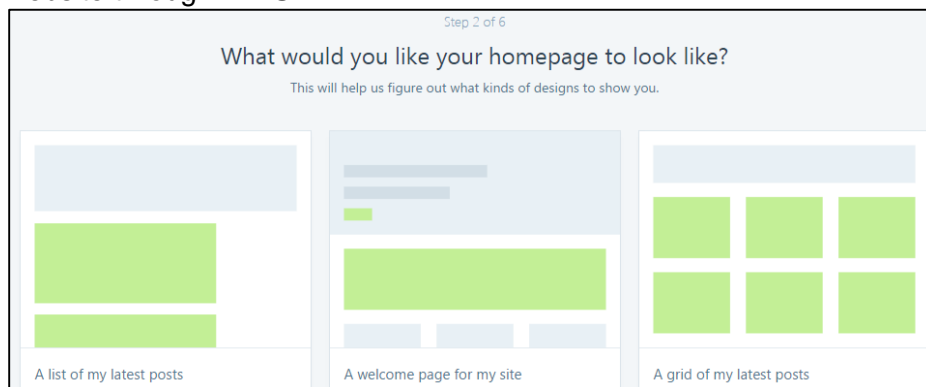 Step 2 of 6
What would you like your homepage to look like?
This will help us figure out what kinds of designs to show you.
A list of my latest posts
A welcome page for my site
A grid of my latest posts